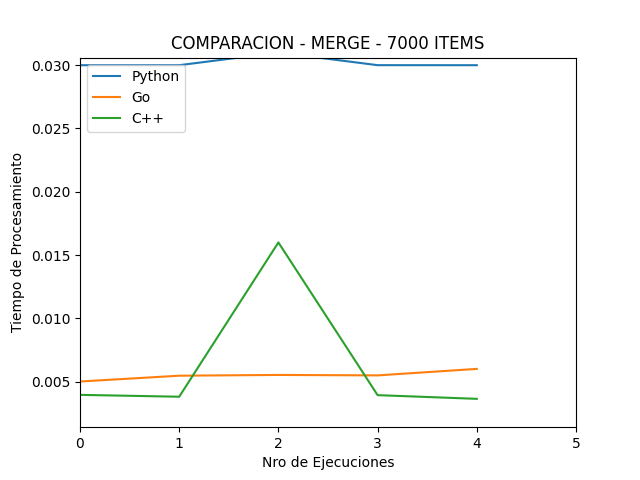 COMPARACION - MERGE - 7000 ITEMS
0.030
0.025
0.020
0.015
0.010
0.005
Tiempo de Procesamiento
Python
Go
C++
0 1 2 3 4 5
Nro de Ejecuciones